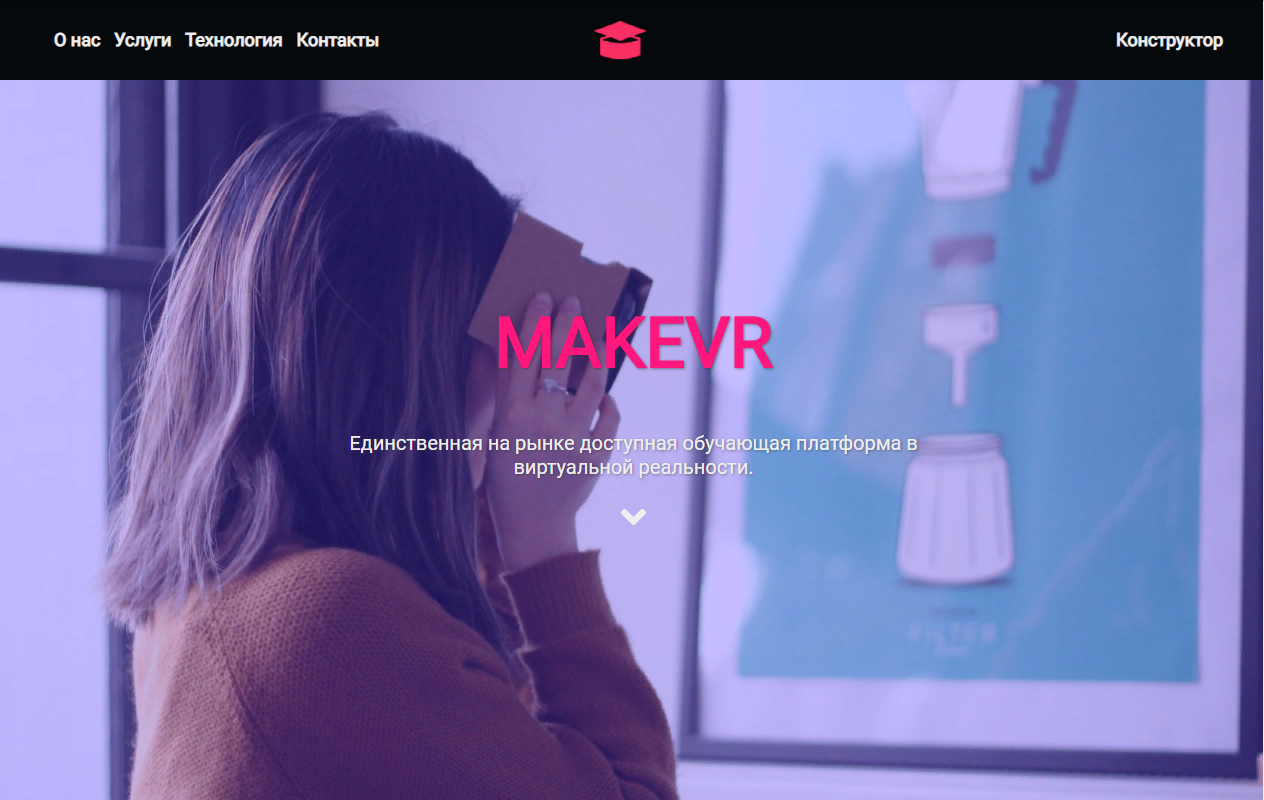 О нас Услуги Технология Контакты
Конструктор
MAKEVR
Единственная на рынке доступная обучающая платформа в
виртуальной реальности.
FILTER